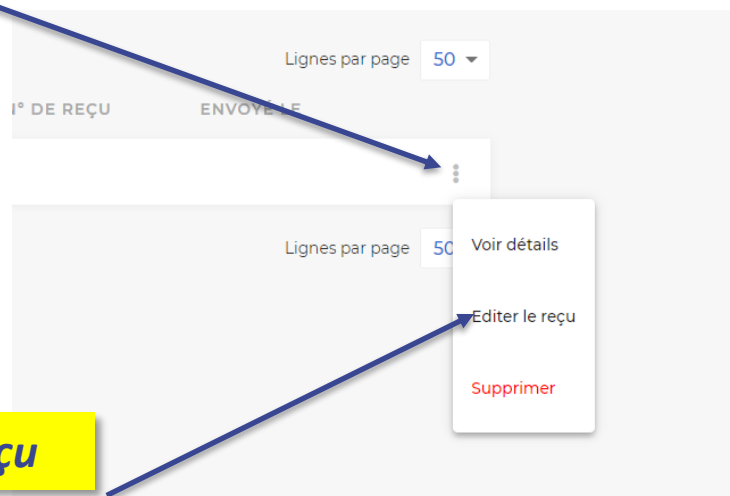 Lignes par page 50
N° DE REÇU ENVOYÉ LE
Lignes par page 50
Voir détails
Editer le reçu
Supprimer
çu